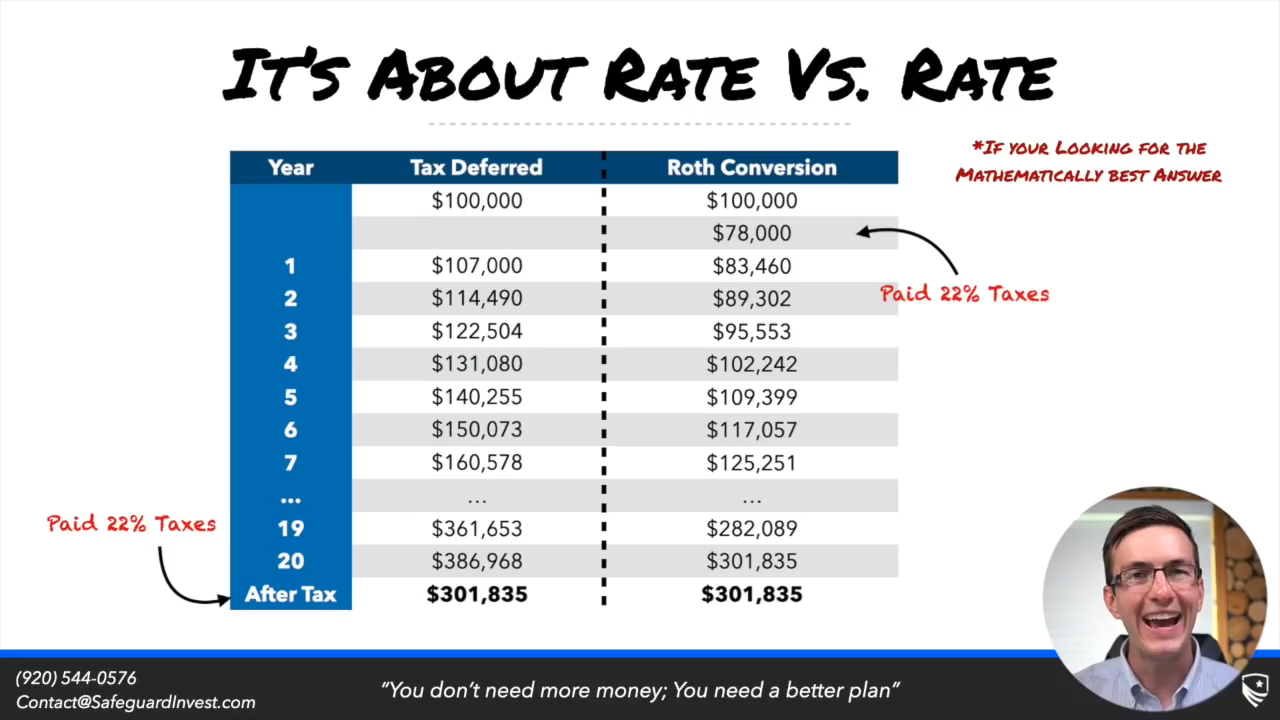 It's About Rate Vs. Rate
*If your Looking for the
Mathematically best Answer
Year Tax Deferred Roth Conversion
$100,000 $100,000
$78,000
1 $107,000 $83,460
2 $114,490 $89,302
Paid 22% Taxes
3 $122,504 $95,553
4 $131,080 $102,242
5 $140,255 $109,399
6 $150,073 $117,057
7 $160,578 $125,251
... ... ...
Paid 22% Taxes
19 $361,653 $282,089
20 $386,968 $301,835
After Tax $301,835 $301,835
(920) 544-0576
Contact@SafeguardInvest.com
“You don’t need more money; You need a better plan”